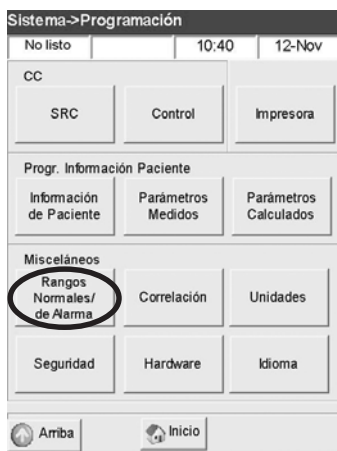 Sistema->Programación
No listo 10:40 12-Nov
CC
SRC Control Impresora
Progr. Información Paciente
Información de Paciente
Parámetros Medidos
Parámetros Calculados
Misceláneos
Rangos Normales/ de Alarma
Correlación
Unidades
Seguridad Hardware Idioma
Arriba Inicio